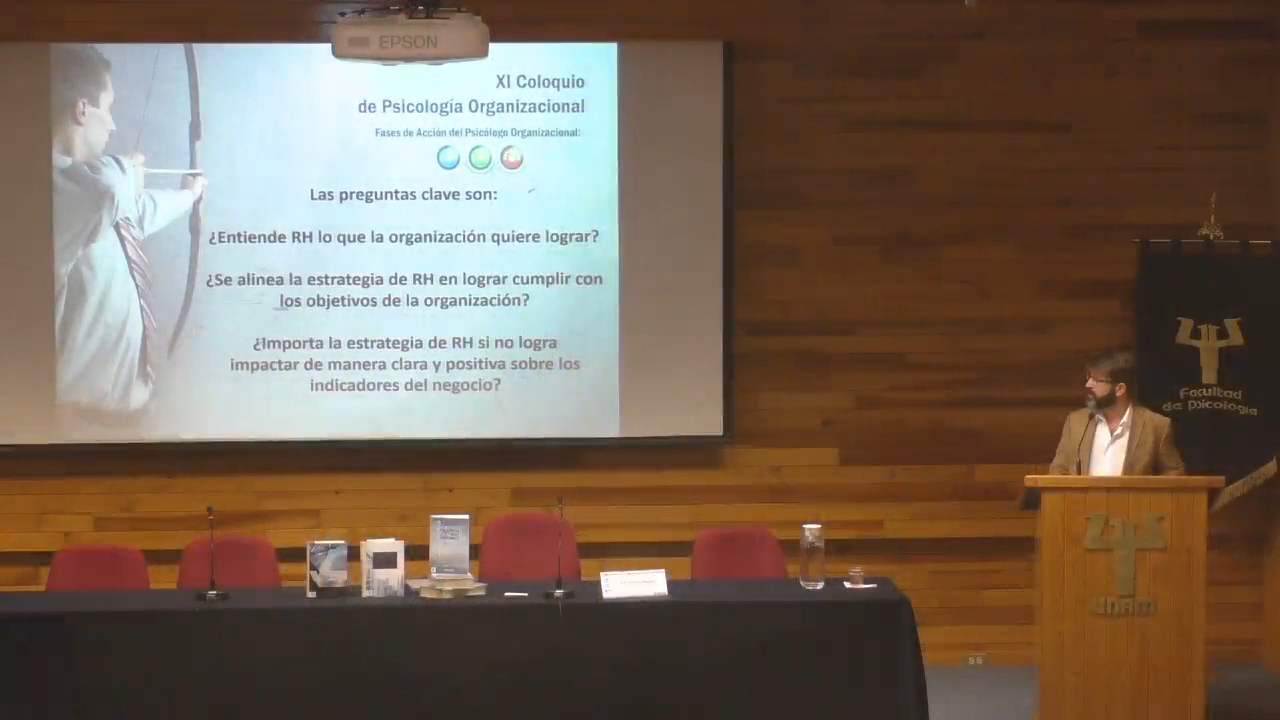 EPSON
XI Coloquio
de Psicología Organizacional
Fases de Acción del Psicólogo Organizacional:
Las preguntas clave son:
¿Entiende RH lo que la organización quiere lograr?
¿Se alinea la estrategia de RH en lograr cumplir con
los objetivos de la organización?
¿Importa la estrategia de RH si no logra
impactar de manera clara y positiva sobre los
indicadores del negocio?
Facultad
de Psicología
UNAM